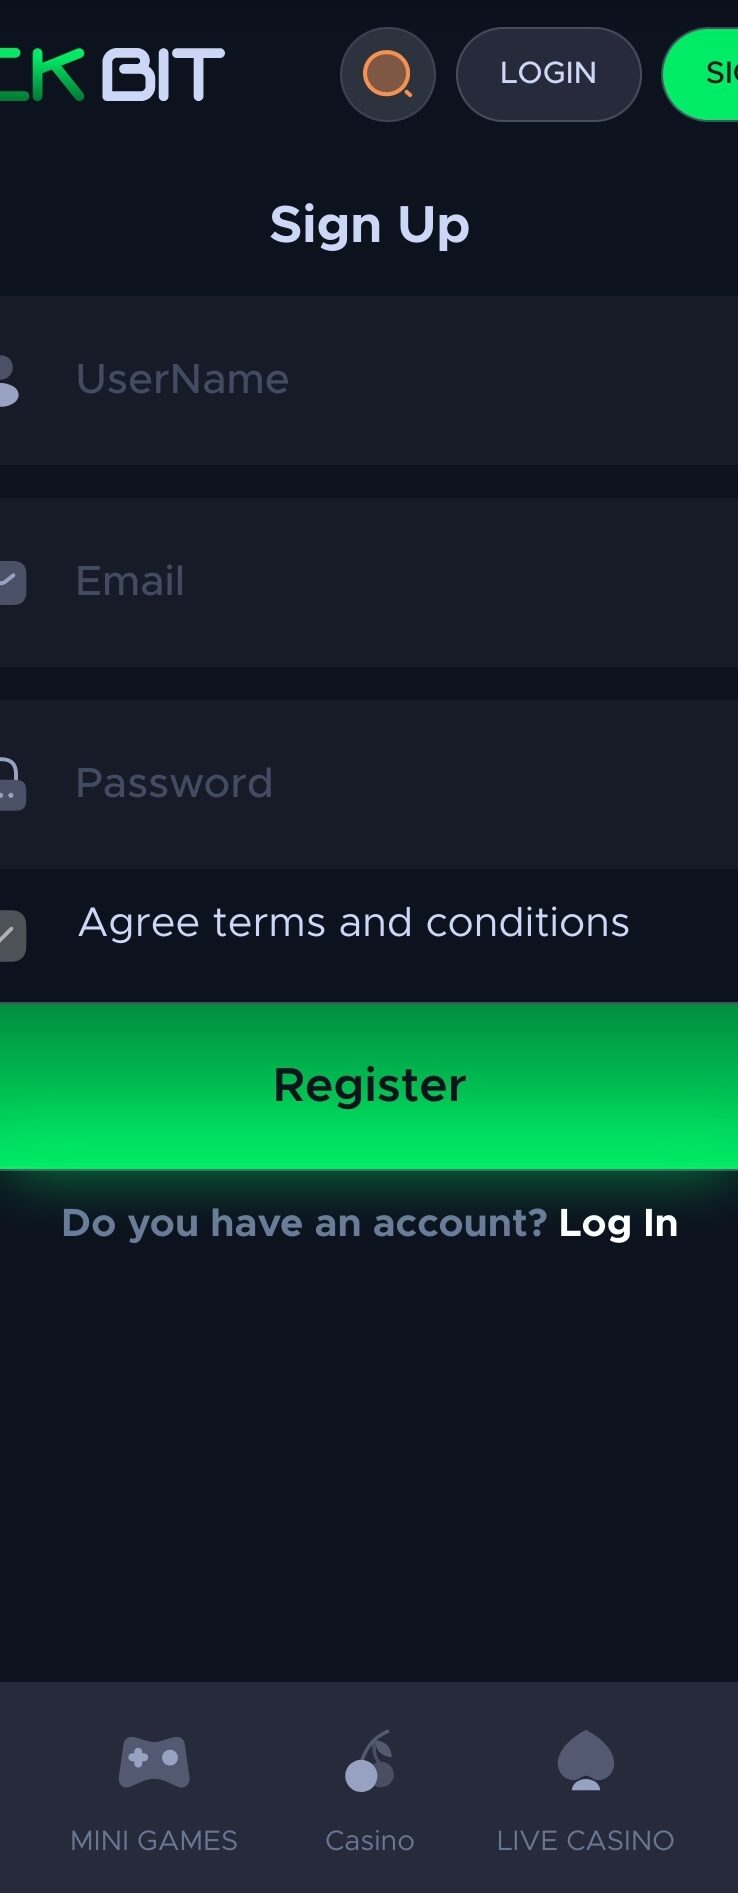 CK BIT
LOGIN
SIG
Sign Up
UserName
Email
Password
Agree terms and conditions
Register
Do you have an account? Log In
MINI GAMES
Casino
LIVE CASINO